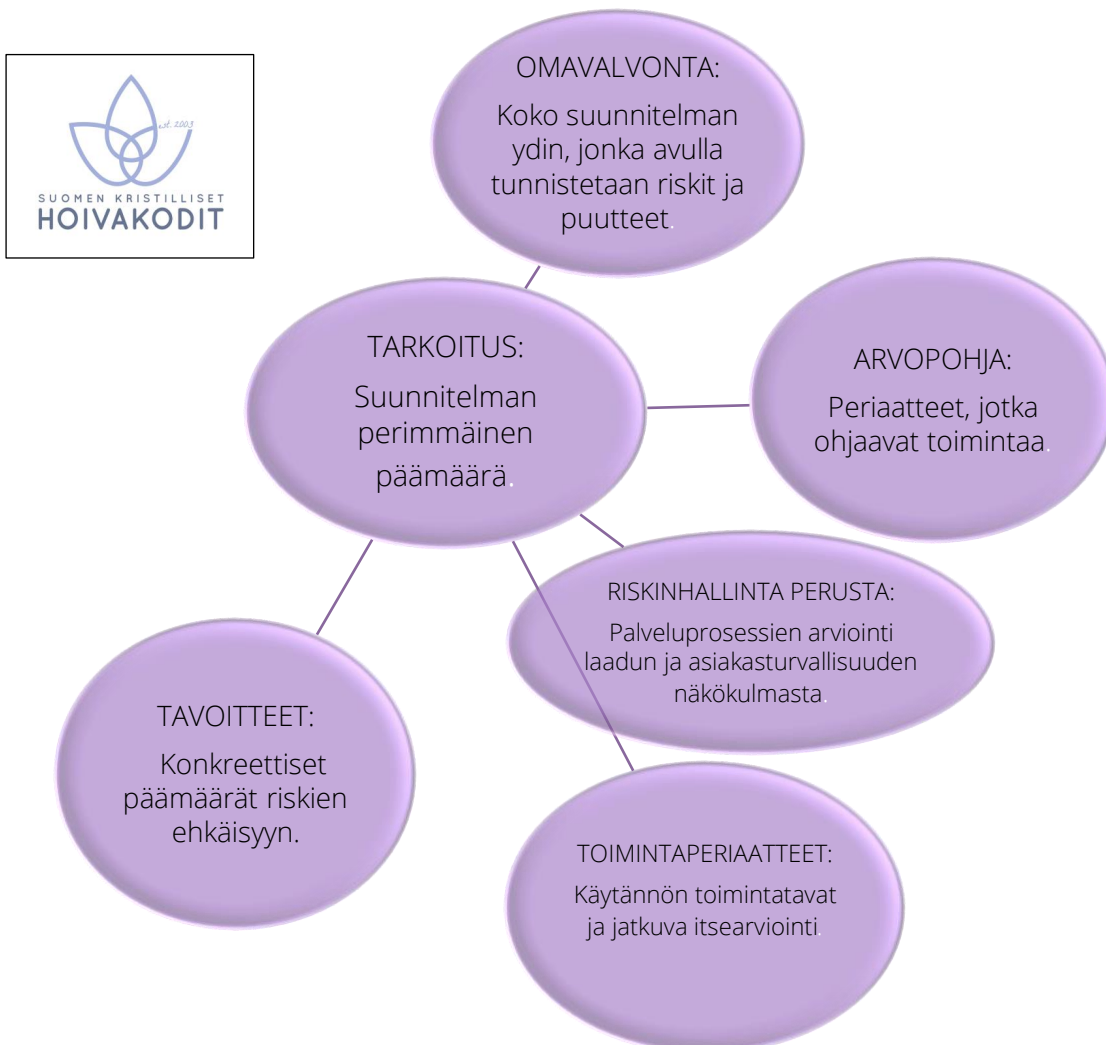 est. 2003
SUOMEN KRISTILLISET
HOIVAKODIT
OMAVALVONTA:
Koko suunnitelman
ydin, jonka avulla
tunnistetaan riskit ja
puutteet.
TARKOITUS:
Suunnitelman
perimmäinen
päämäärä.
ARVOPOHJA:
Periaatteet, jotka
ohjaavat toimintaa.
RISKINHALLINTA PERUSTA:
Palveluprosessien arviointi
laadun ja asiakasturvallisuuden
näkökulmasta.
TAVOITTEET:
Konkreettiset
päämäärät riskien
ehkäisyyn.
TOIMINTAPERIAATTEET:
Käytännön toimintatavat
ja jatkuva itsearviointi.